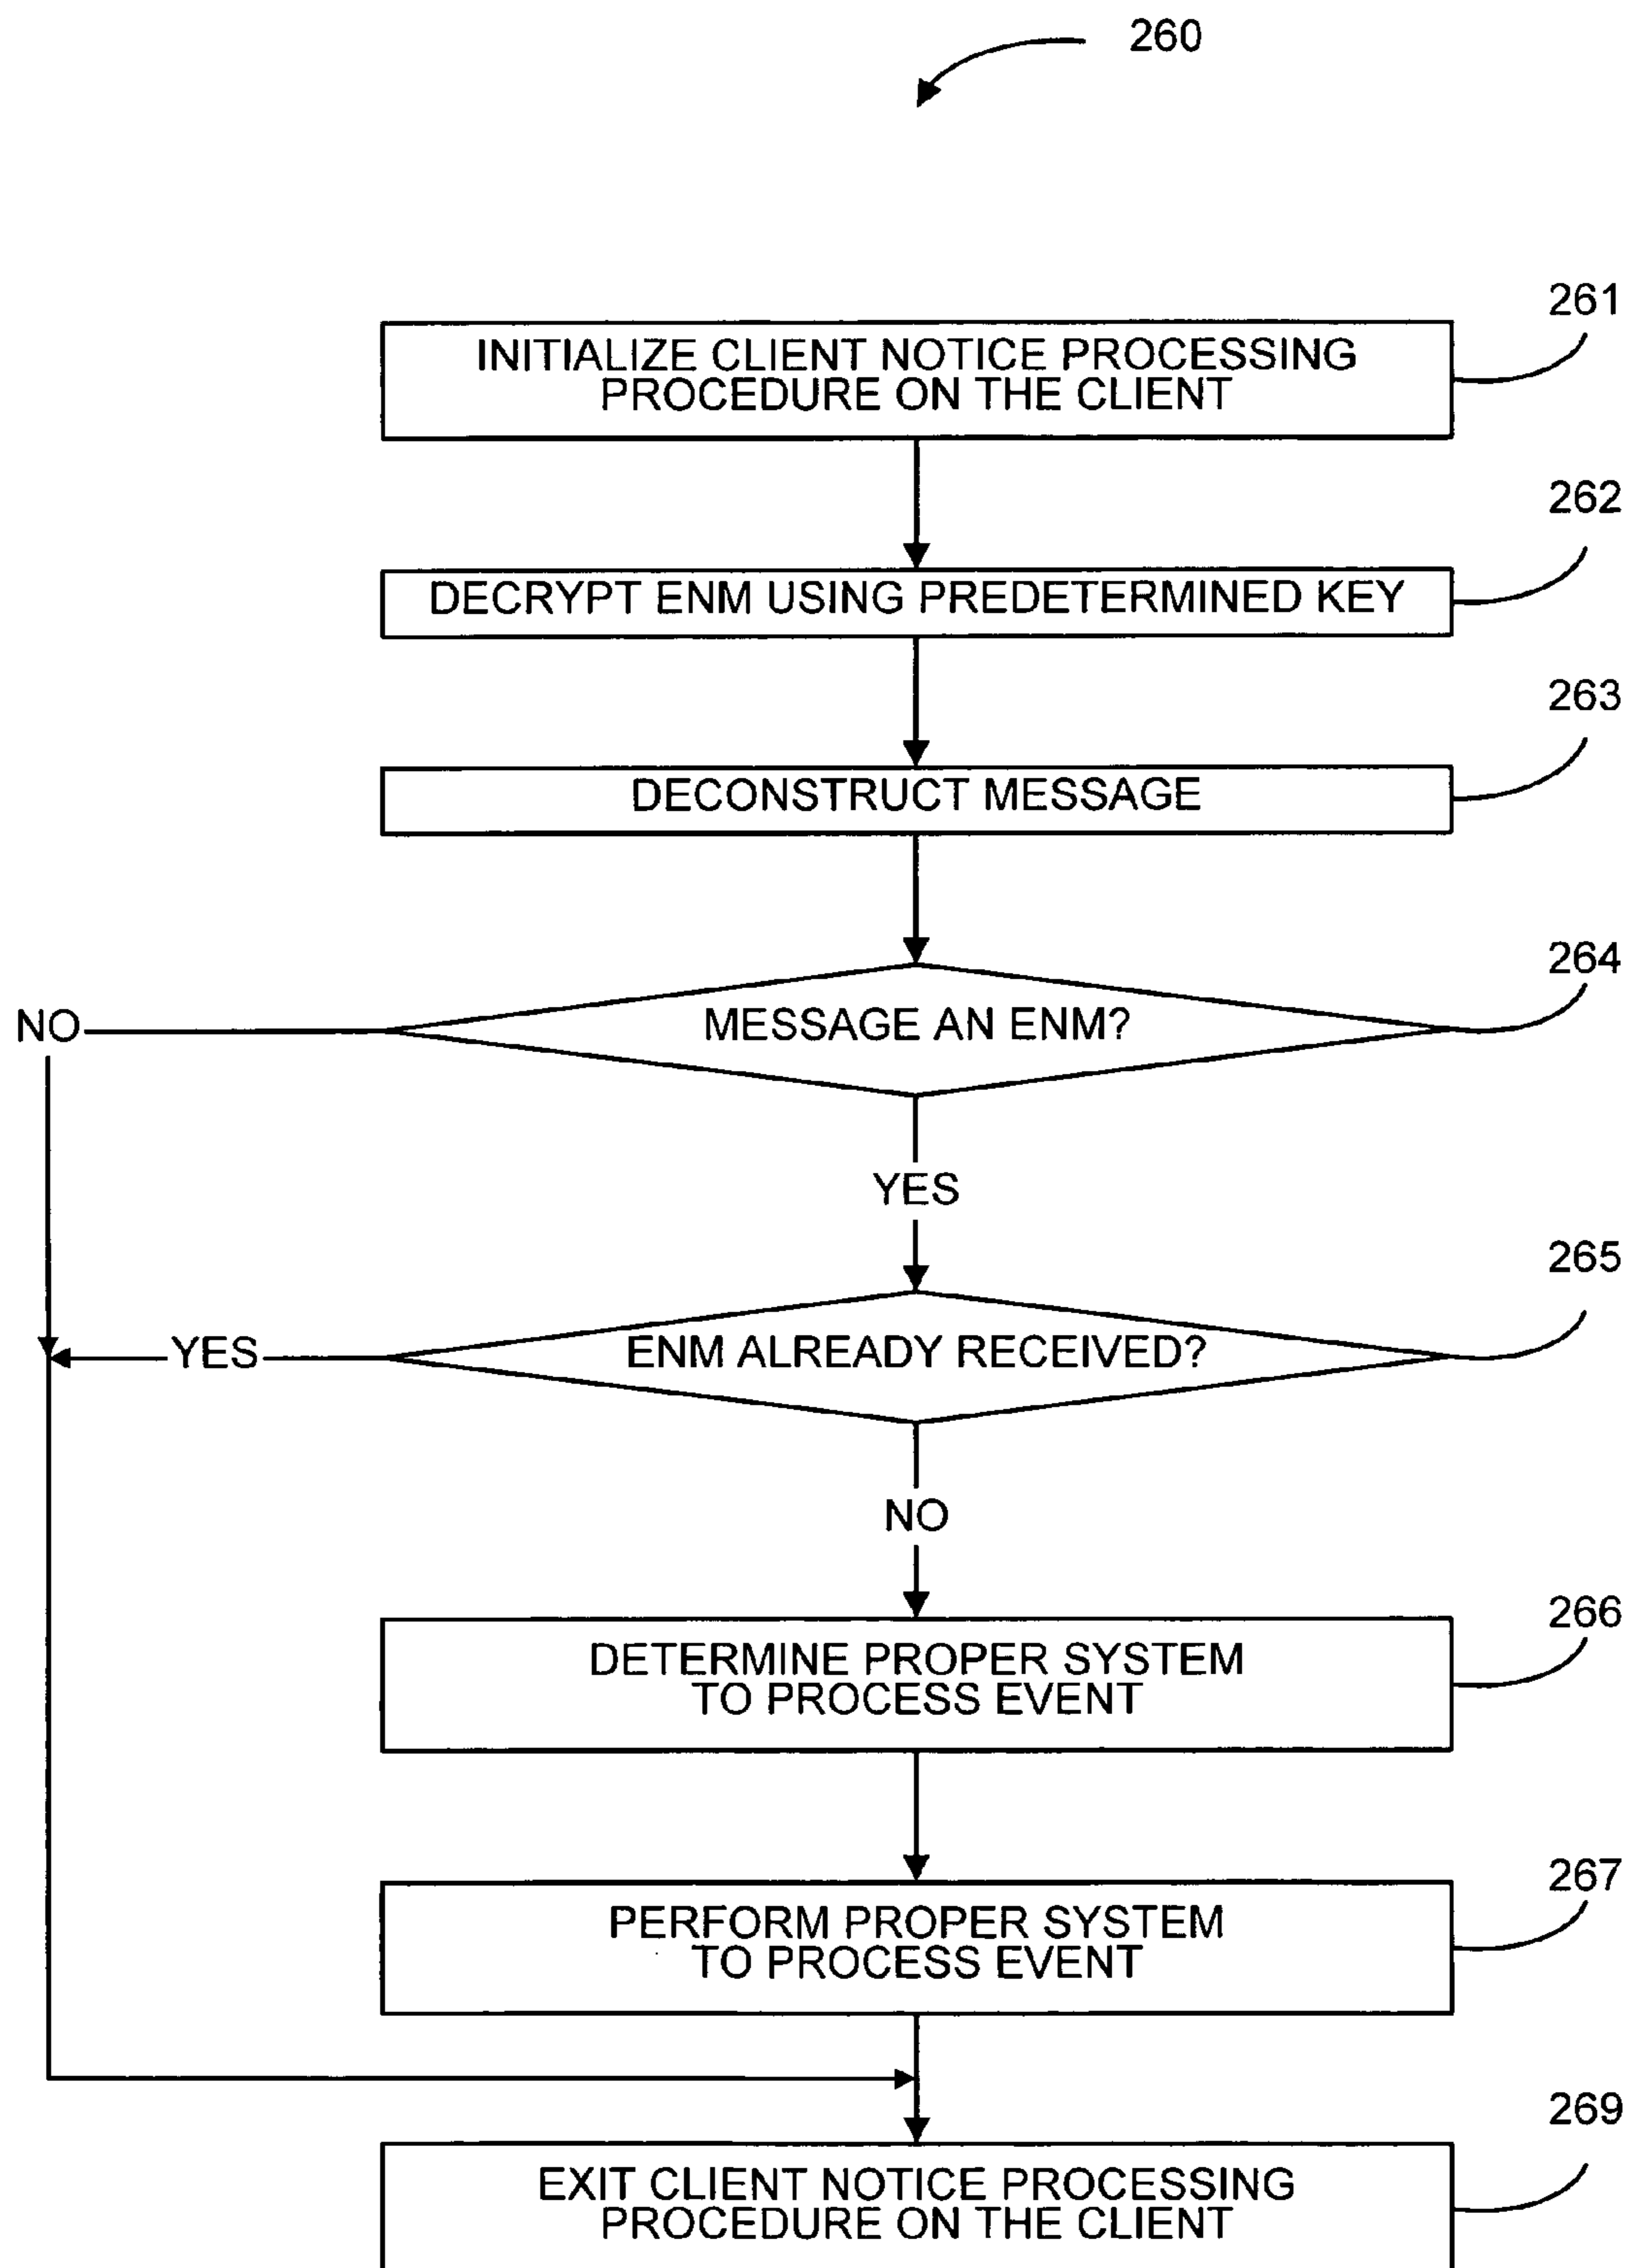 260
261
INITIALIZE CLIENT NOTICE PROCESSING
PROCEDURE ON THE CLIENT
262
DECRYPT ENM USING PREDETERMINED KEY
263
DECONSTRUCT MESSAGE
264
MESSAGE AN ENM?
NO
YES
265
ENM ALREADY RECEIVED?
YES
NO
266
DETERMINE PROPER SYSTEM
TO PROCESS EVENT
267
PERFORM PROPER SYSTEM
TO PROCESS EVENT
269
EXIT CLIENT NOTICE PROCESSING
PROCEDURE ON THE CLIENT